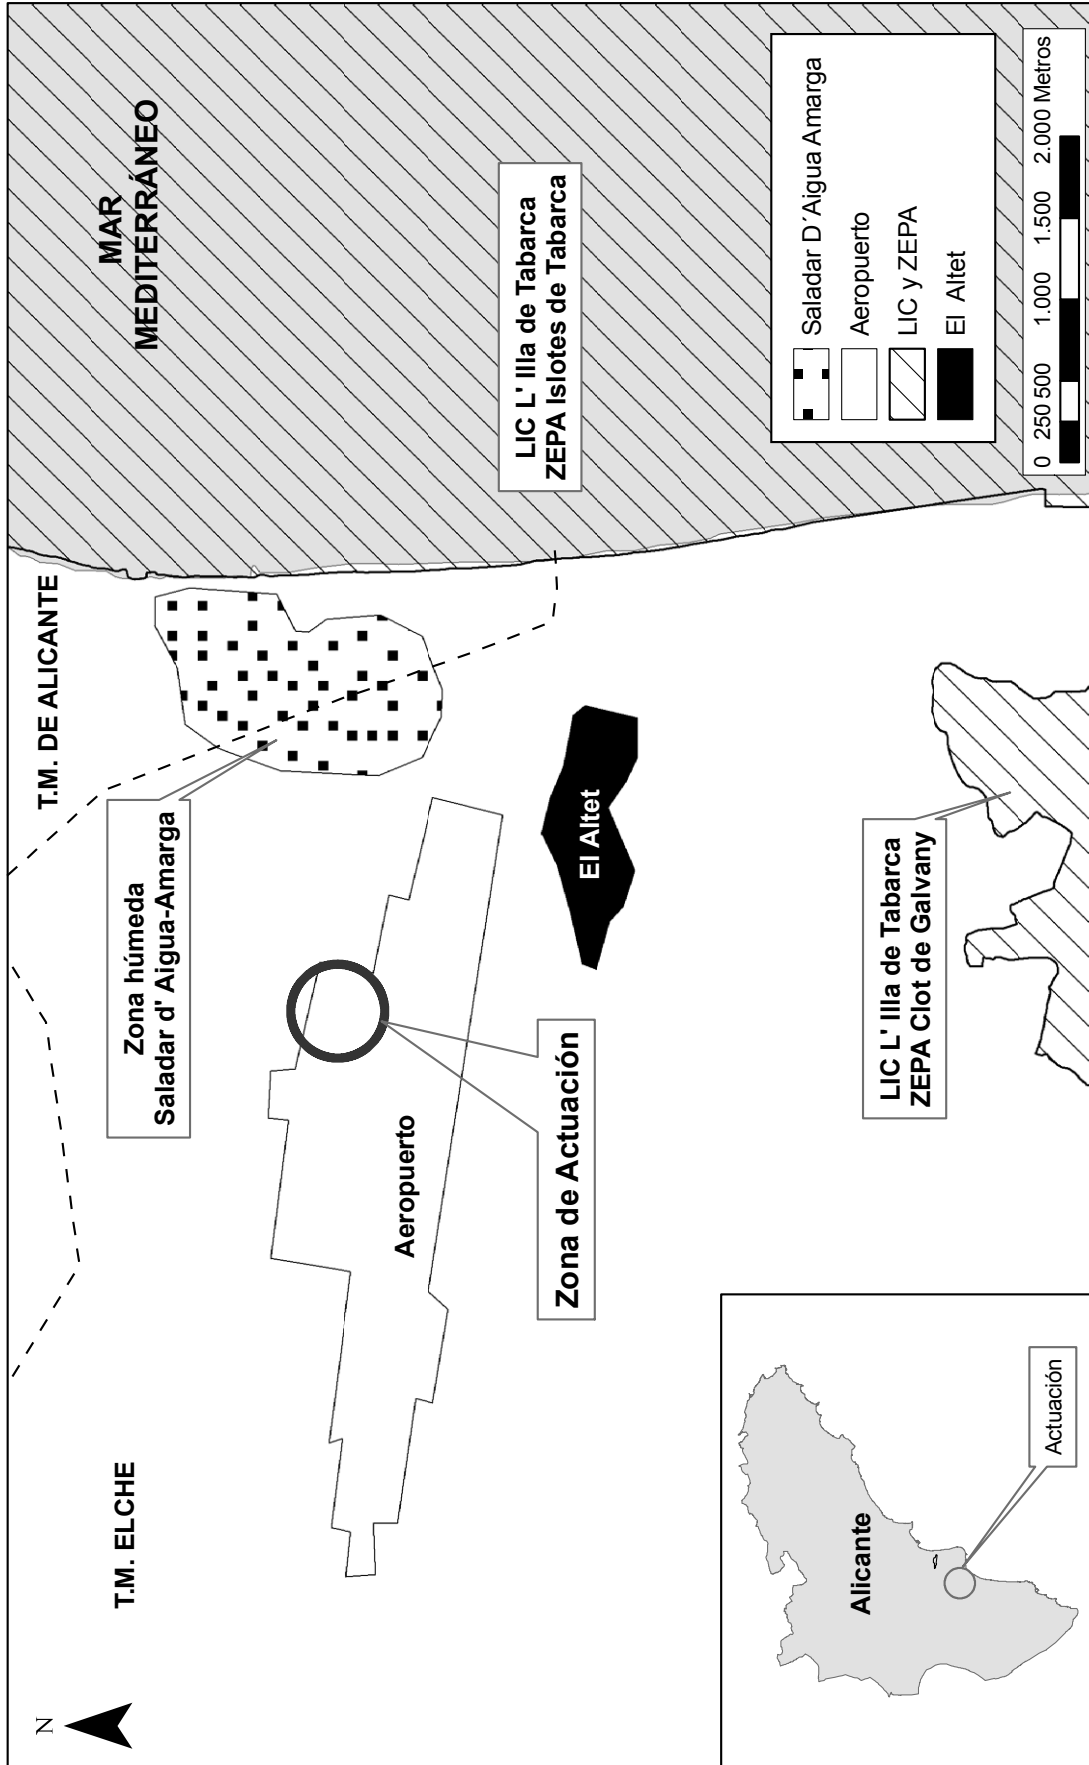 N
T.M. ELCHE
T.M. DE ALICANTE
MAR
MEDITERRÁNEO
Zona húmeda
Saladar d' Aigua-Amarga
Aeropuerto
Zona de Actuación
El Altet
LIC L' Illa de Tabarca
ZEPA Islotes de Tabarca
LIC L' Illa de Tabarca
ZEPA Clot de Galvany
Alicante
Actuación
Saladar D´Aigua Amarga
Aeropuerto
LIC y ZEPA
El Altet
0 250 500 1.000 1.500 2.000 Metros